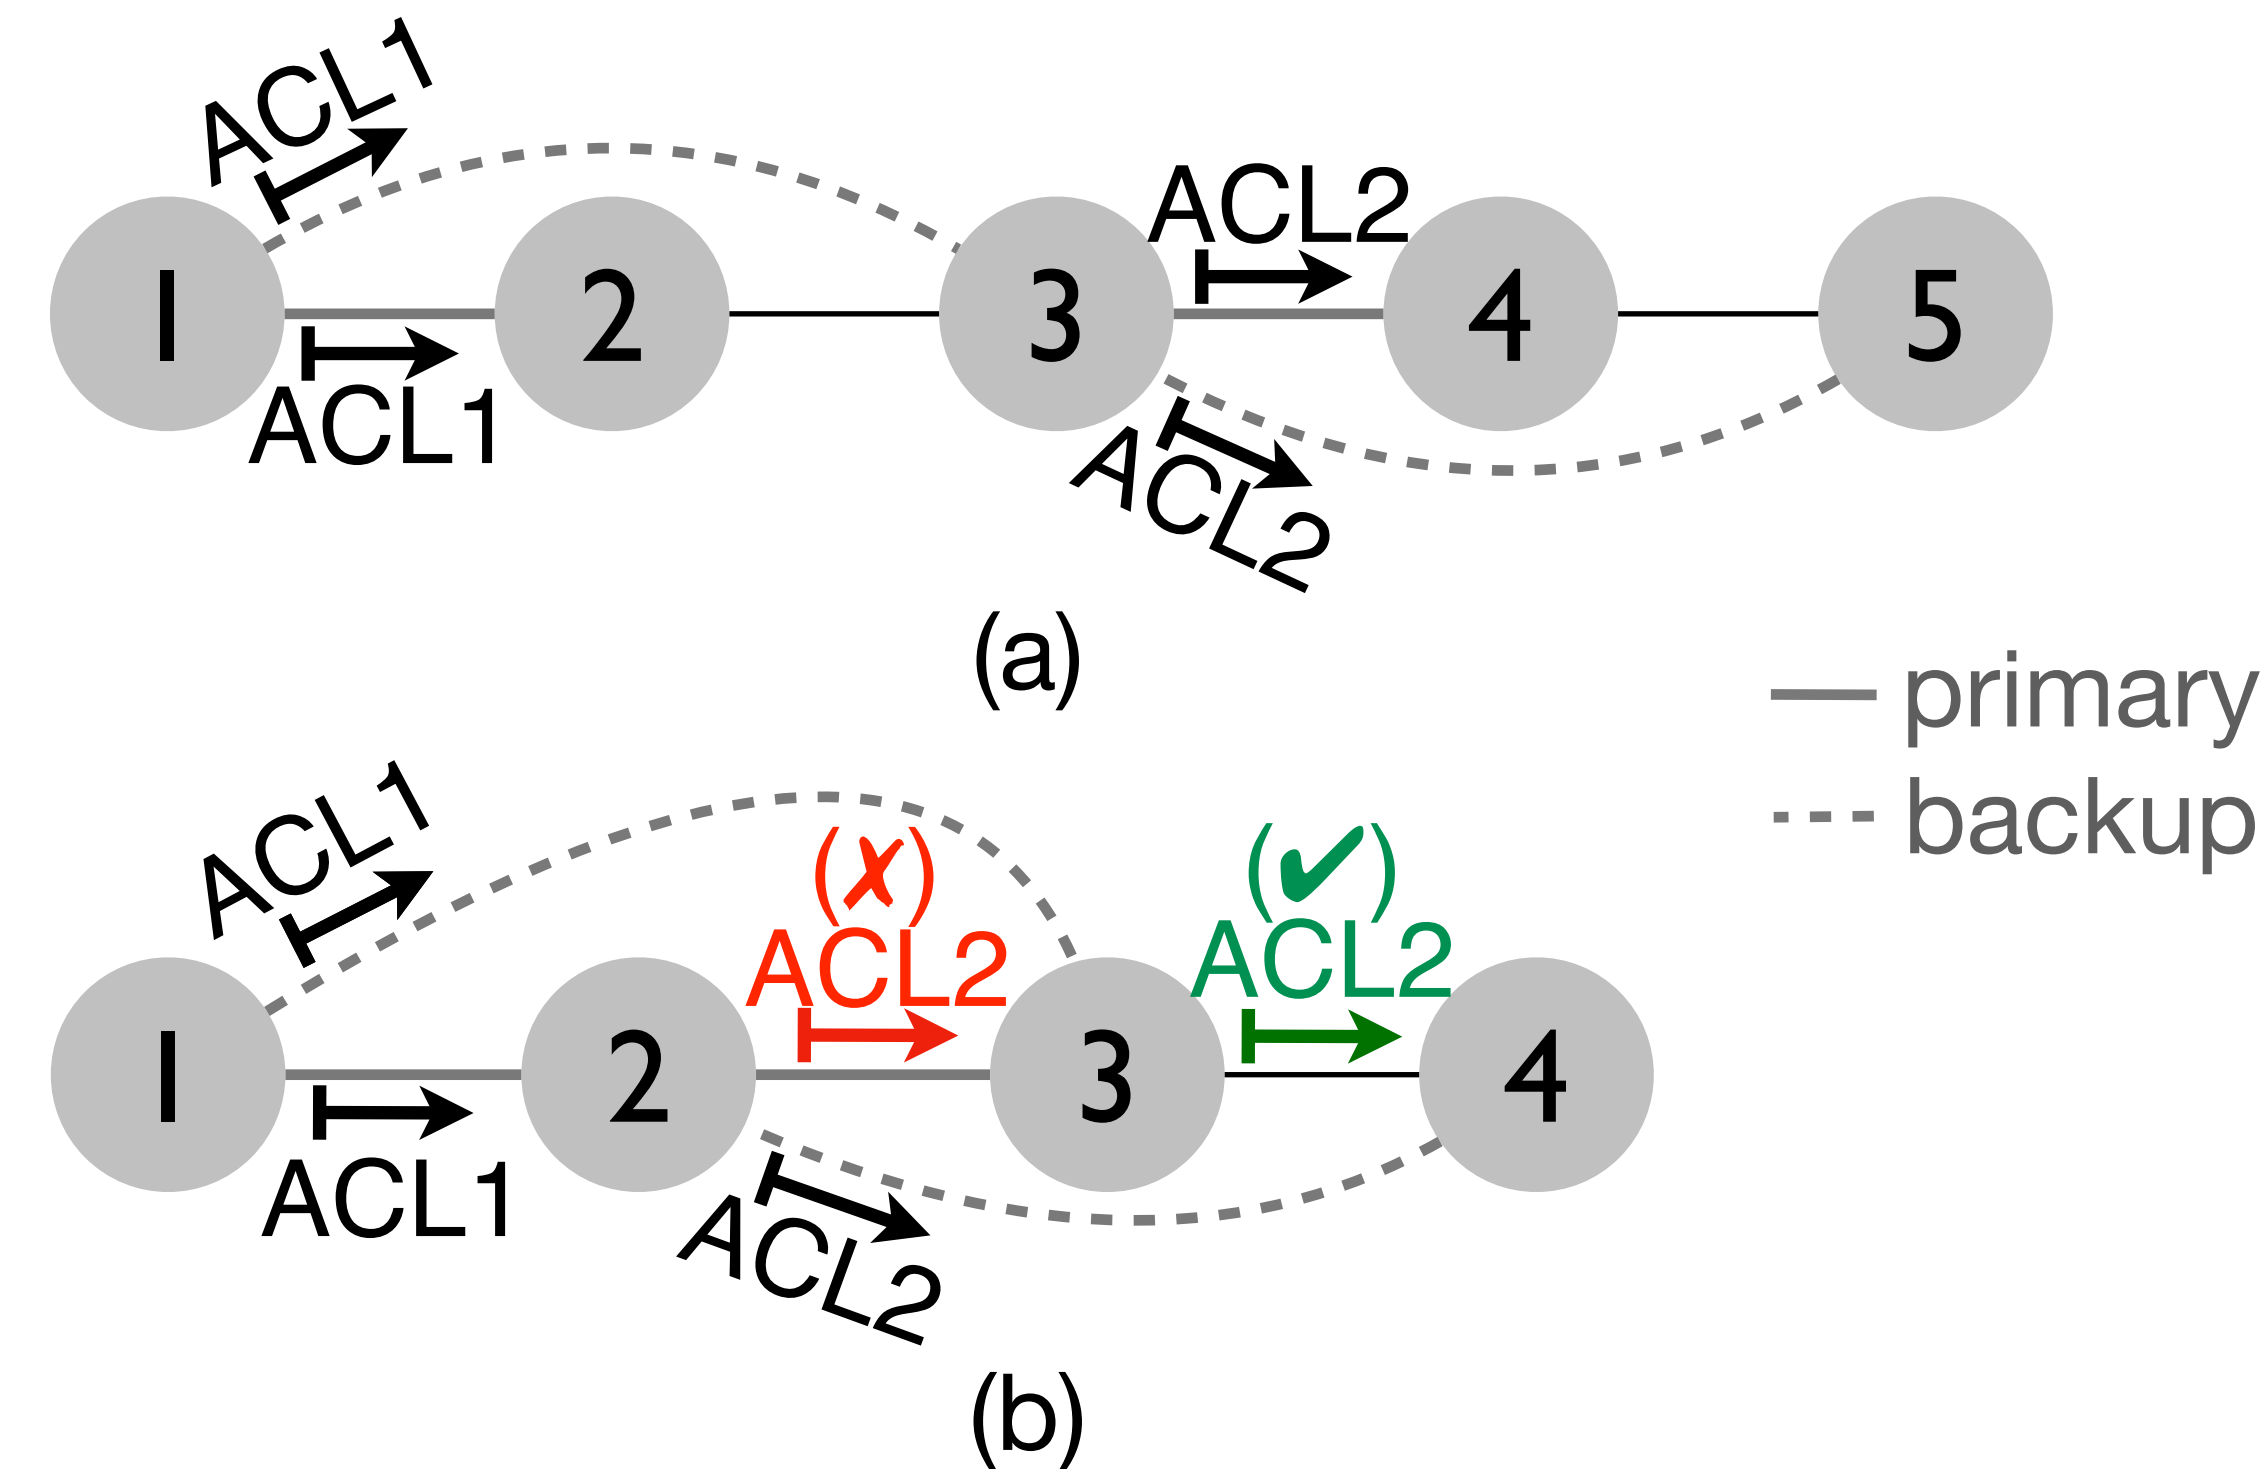 ACL1
ACL2
1 2 3 4 5
ACL1
ACL2
(a)
primary
backup
ACL1
(✗) (✔)
ACL2 ACL2
1 2 3 4
ACL1
ACL2
(b)